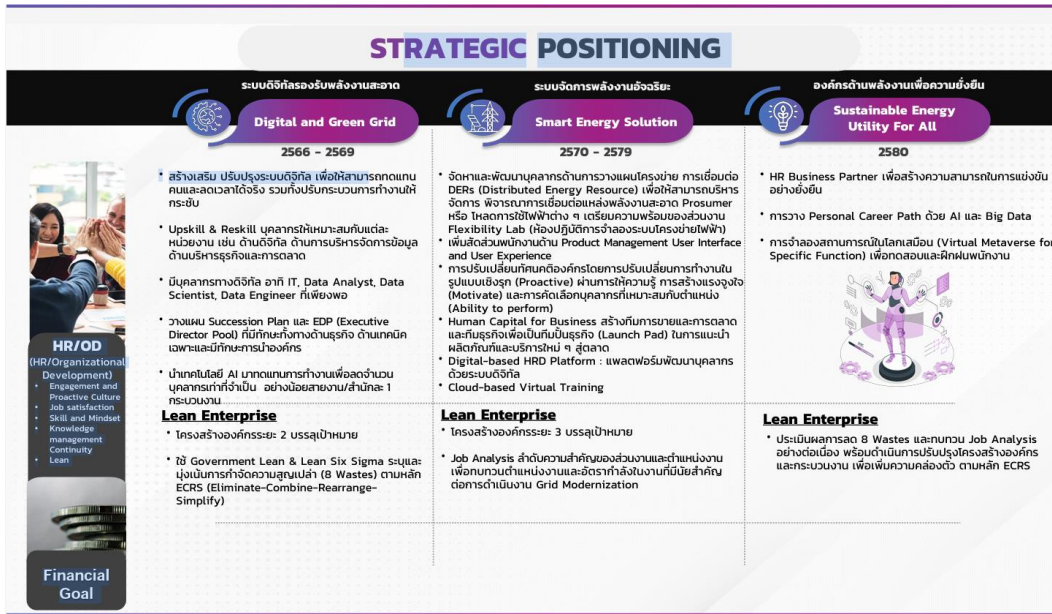 STRATEGIC POSITIONING
ระบบดิจิทัลรองรับพลังงานสะอาด
Digital and Green Grid
2566 - 2569
ระบบจัดการพลังงานอัจฉริยะ
Smart Energy Solution
2570 - 2579
องค์กรด้านพลังงานเพื่อความยั่งยืน
Sustainable Energy
Utility For All
2580
HR/OD
(HR/Organizational
Development)
• Engagement and
Proactive Culture
• Job satisfaction
• Skill and Mindset
• Knowledge
management
Continuity
• Lean
• สร้างเสริม ปรับปรุงระบบดิจิทัล เพื่อให้สามารถทดแทน
คนและลดเวลาได้จริง รวมทั้งปรับกระบวนการทำงานให้
กระชับ
• Upskill & Reskill บุคลากรให้เหมาะสมกับแต่ละ
หน่วยงาน เช่น ด้านดิจิทัล ด้านการบริหารจัดการข้อมูล
ด้านบริหารธุรกิจและการตลาด
• มีบุคลากรทางดิจิทัล อาทิ IT, Data Analyst, Data
Scientist, Data Engineer ที่เพียงพอ
• วางแผน Succession Plan และ EDP (Executive
Director Pool) ที่มีทักษะทั้งทางด้านธุรกิจ ด้านเทคนิค
เฉพาะและมีทักษะการนำองค์กร
• นำเทคโนโลยี AI มาทดแทนการทำงานเพื่อลดจำนวน
บุคลากรเท่าที่จำเป็น อย่างน้อยสายงาน/สำนักละ 1
กระบวนงาน
Lean Enterprise
• โครงสร้างองค์กรระยะ 2 บรรลุเป้าหมาย
• ใช้ Government Lean & Lean Six Sigma ระบุและ
มุ่งเน้นการกำจัดความสูญเปล่า (8 Wastes) ตามหลัก
ECRS (Eliminate-Combine-Rearrange-
Simplify)
• จัดหาและพัฒนาบุคลากรด้านการวางแผนโครงข่าย การเชื่อมต่อ
DERs (Distributed Energy Resource) เพื่อให้สามารถบริหาร
จัดการ พิจารณาการเชื่อมต่อแหล่งพลังงานสะอาด Prosumer
หรือ โหลดการใช้ไฟฟ้าต่าง ๆ เตรียมความพร้อมของส่วนงาน
Flexibility Lab (ห้องปฏิบัติการจำลองระบบโครงข่ายไฟฟ้า)
• เพิ่มสัดส่วนพนักงานด้าน Product Management User Interface
and User Experience
• การปรับเปลี่ยนทัศนคติองค์กรโดยการปรับเปลี่ยนการทำงานใน
รูปแบบเชิงรุก (Proactive) ผ่านการให้ความรู้ การสร้างแรงจูงใจ
(Motivate) และการคัดเลือกบุคลากรที่เหมาะสมกับตำแหน่ง
(Ability to perform)
• Human Capital for Business สร้างทีมการขายและการตลาด
และทีมธุรกิจเพื่อเป็นทีมปั้นธุรกิจ (Launch Pad) ในการแนะนำ
ผลิตภัณฑ์และบริการใหม่ ๆ สู่ตลาด
• Digital-based HRD Platform : แพลตฟอร์มพัฒนาบุคลากร
ด้วยระบบดิจิทัล
• Cloud-based Virtual Training
Lean Enterprise
• โครงสร้างองค์กรระยะ 3 บรรลุเป้าหมาย
• Job Analysis ลำดับความสำคัญของส่วนงานและตำแหน่งงาน
เพื่อทบทวนตำแหน่งงานและอัตรากำลังในงานที่มีนัยสำคัญ
ต่อการดำเนินงาน Grid Modernization
• HR Business Partner เพื่อสร้างความสามารถในการแข่งขัน
อย่างยั่งยืน
• การวาง Personal Career Path ด้วย AI และ Big Data
• การจำลองสถานการณ์ในโลกเสมือน (Virtual Metaverse for
Specific Function) เพื่อทดสอบและฝึกฝนพนักงาน
Lean Enterprise
• ประเมินผลการลด 8 Wastes และทบทวน Job Analysis
อย่างต่อเนื่อง พร้อมดำเนินการปรับปรุงโครงสร้างองค์กร
และกระบวนงาน เพื่อเพิ่มความคล่องตัว ตามหลัก ECRS
Financial
Goal